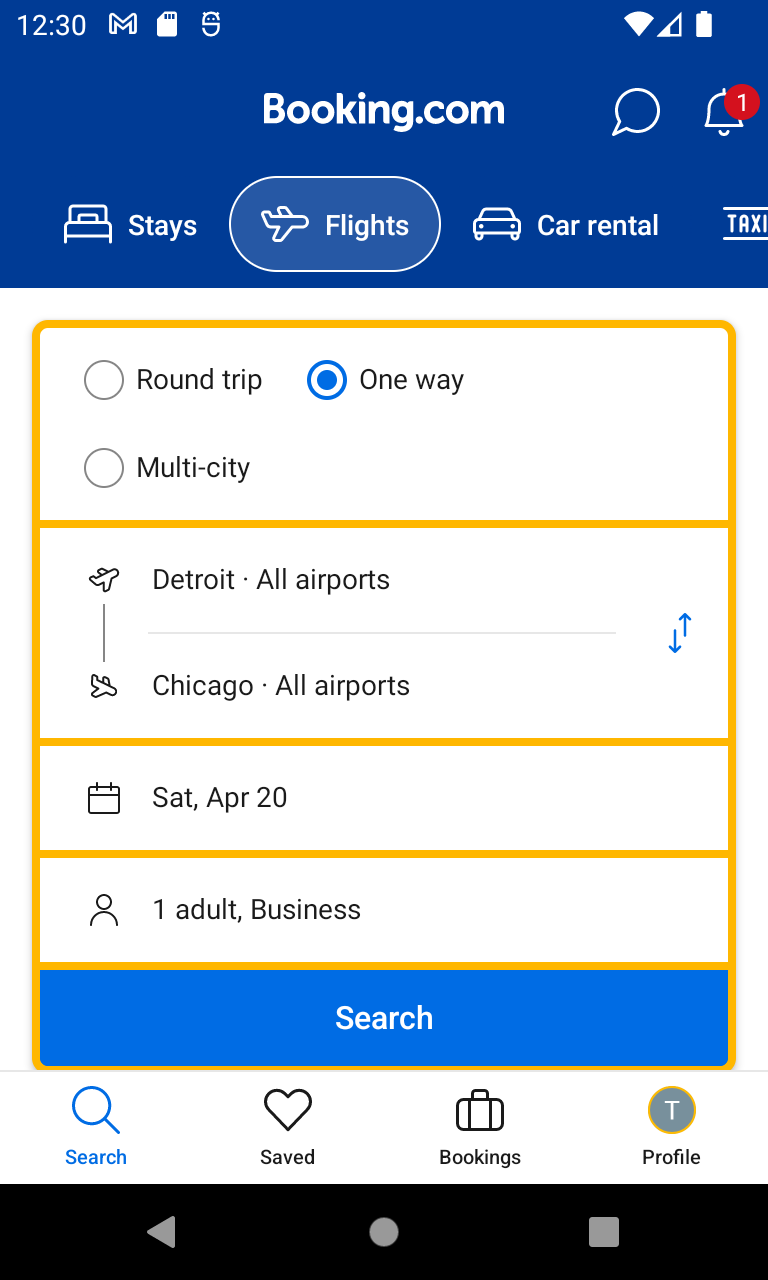 12:30
Booking.com
1
Stays Flights Car rental TAXI
Round trip One way
Multi-city
Detroit · All airports
Chicago · All airports
Sat, Apr 20
1 adult, Business
Search
T
Search Saved Bookings Profile